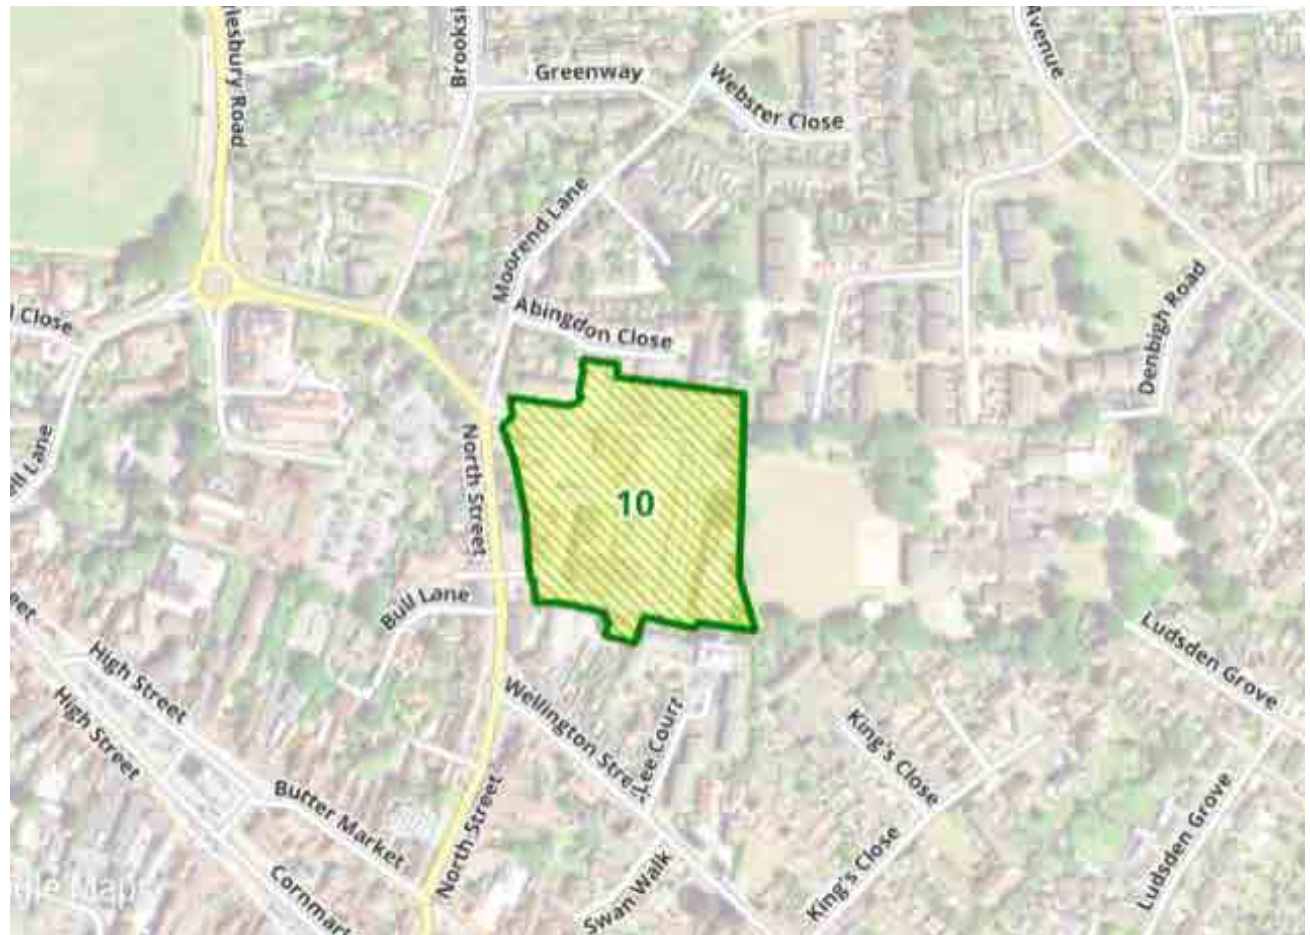 lesbury Road
Brooksi
Greenway
Webster Close
Avenue
Moorend Lane
Abingdon Close
Close
Denbigh Road
North Street
10
Lane
Bull Lane
High Street
High Street
Wellington Stree
Lee Court
King's Close
Ludsden Grove
Butter Market
North Street
King's Close
Ludsden Grove
Swan Walk
Cornmar
Maps